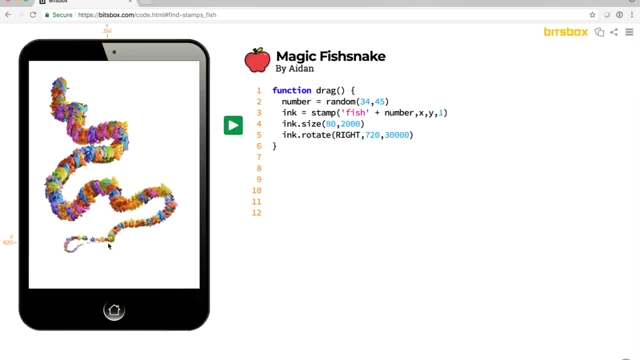 Bitsbox
https://bitsbox.com/code.html#find-stamps_fish
bitsbox
x
356
y
620
Magic Fishsnake
By Aidan
1 function drag() {
2 number = random(34,45)
3 ink = stamp('fish' + number,x,y,1)
4 ink.size(80,2000)
5 ink.rotate(RIGHT,720,30000)
6 }
7
8
9
10
11
12